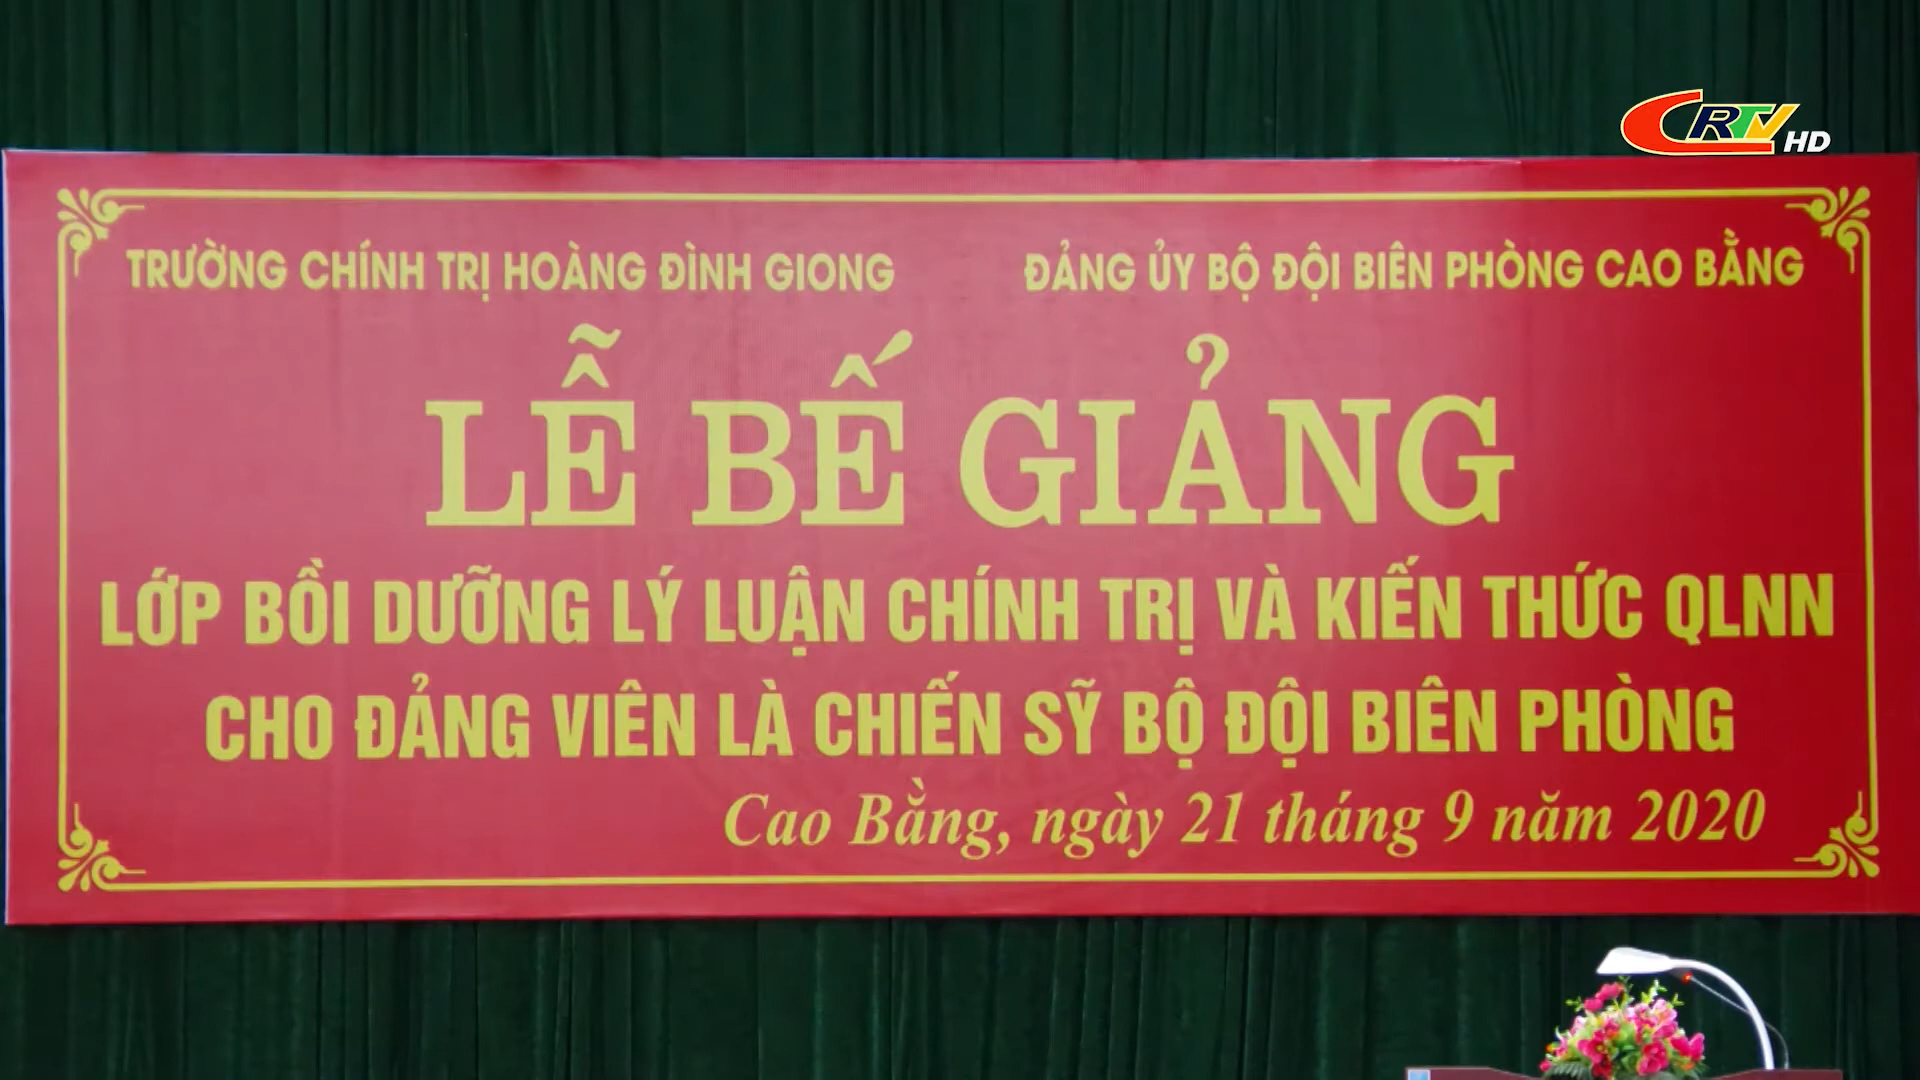 CRTV HD
TRƯỜNG CHÍNH TRỊ HOÀNG ĐÌNH GIONG
ĐẢNG ỦY BỘ ĐỘI BIÊN PHÒNG CAO BẰNG
LỄ BẾ GIẢNG
LỚP BỒI DƯỠNG LÝ LUẬN CHÍNH TRỊ VÀ KIẾN THỨC QLNN
CHO ĐẢNG VIÊN LÀ CHIẾN SỸ BỘ ĐỘI BIÊN PHÒNG
Cao Bằng, ngày 21 tháng 9 năm 2020